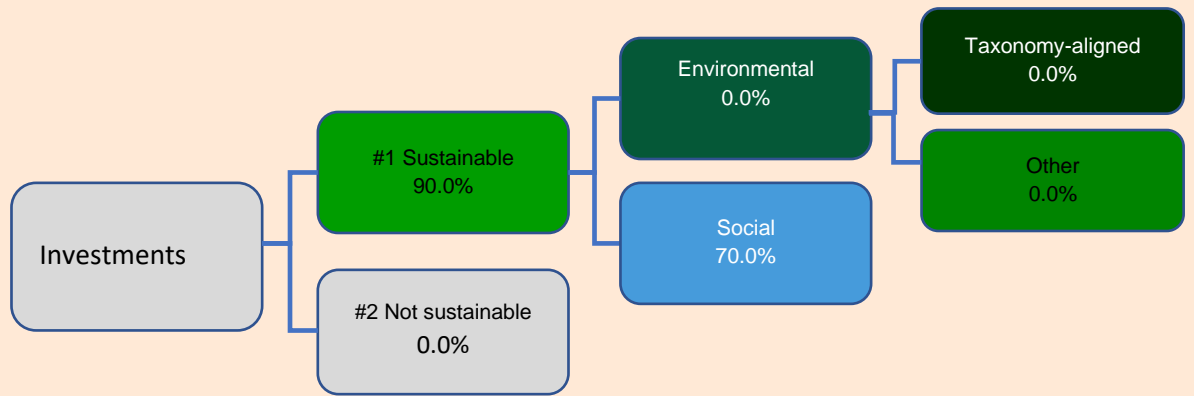 Investments
#1 Sustainable
90.0%
#2 Not sustainable
0.0%
Environmental
0.0%
Social
70.0%
Taxonomy-aligned
0.0%
Other
0.0%